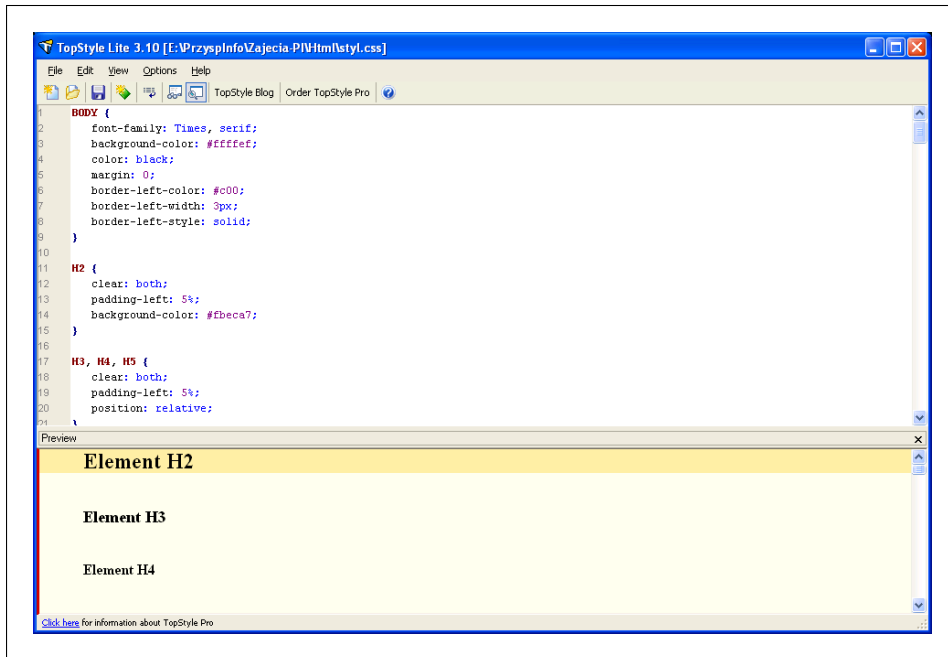 TopStyle Lite 3.10 [E:\PrzyspInfo\Zajecia-PI\Html\styl.css]
File Edit View Options Help
TopStyle Blog Order TopStyle Pro
1 BODY {
2 font-family: Times, serif;
3 background-color: #ffffef;
4 color: black;
5 margin: 0;
6 border-left-color: #c00;
7 border-left-width: 3px;
8 border-left-style: solid;
9 }
10
11 H2 {
12 clear: both;
13 padding-left: 5%;
14 background-color: #fbeca7;
15 }
16
17 H3, H4, H5 {
18 clear: both;
19 padding-left: 5%;
20 position: relative;
21 }
Preview
Element H2
Element H3
Element H4
Click here for information about TopStyle Pro